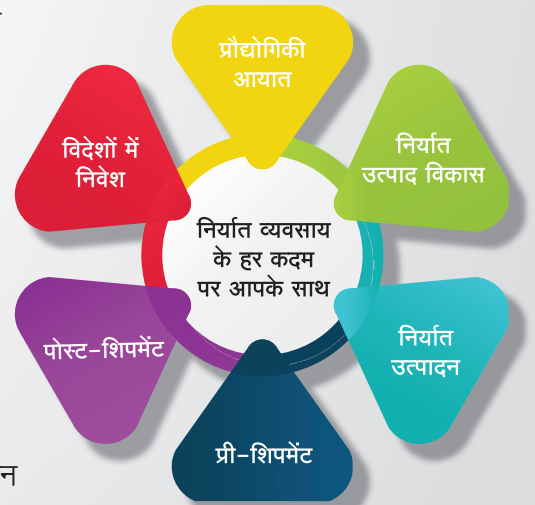 प्रौद्योगिकी
आयात
निर्यात
उत्पाद विकास
निर्यात
उत्पादन
प्री-शिपमेंट
पोस्ट-शिपमेंट
विदेशों में
निवेश
निर्यात व्यवसाय
के हर कदम
पर आपके साथ
न